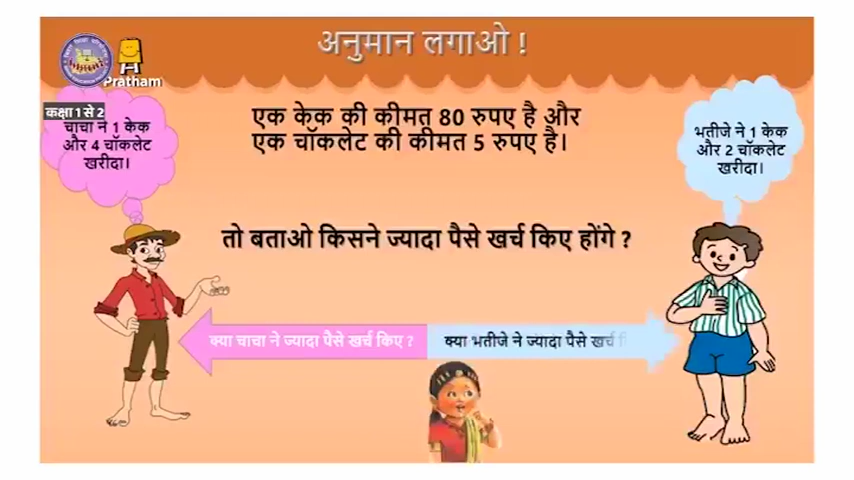 अनुमान लगाओ !
Pratham
कक्षा 1 से 2
चाचा ने 1 केक
और 4 चॉकलेट
खरीदा।
एक केक की कीमत 80 रुपए है और
एक चॉकलेट की कीमत 5 रुपए है।
भतीजे ने 1 केक
और 2 चॉकलेट
खरीदा।
तो बताओ किसने ज्यादा पैसे खर्च किए होंगे ?
क्या चाचा ने ज्यादा पैसे खर्च किए ?
क्या भतीजे ने ज्यादा पैसे खर्च